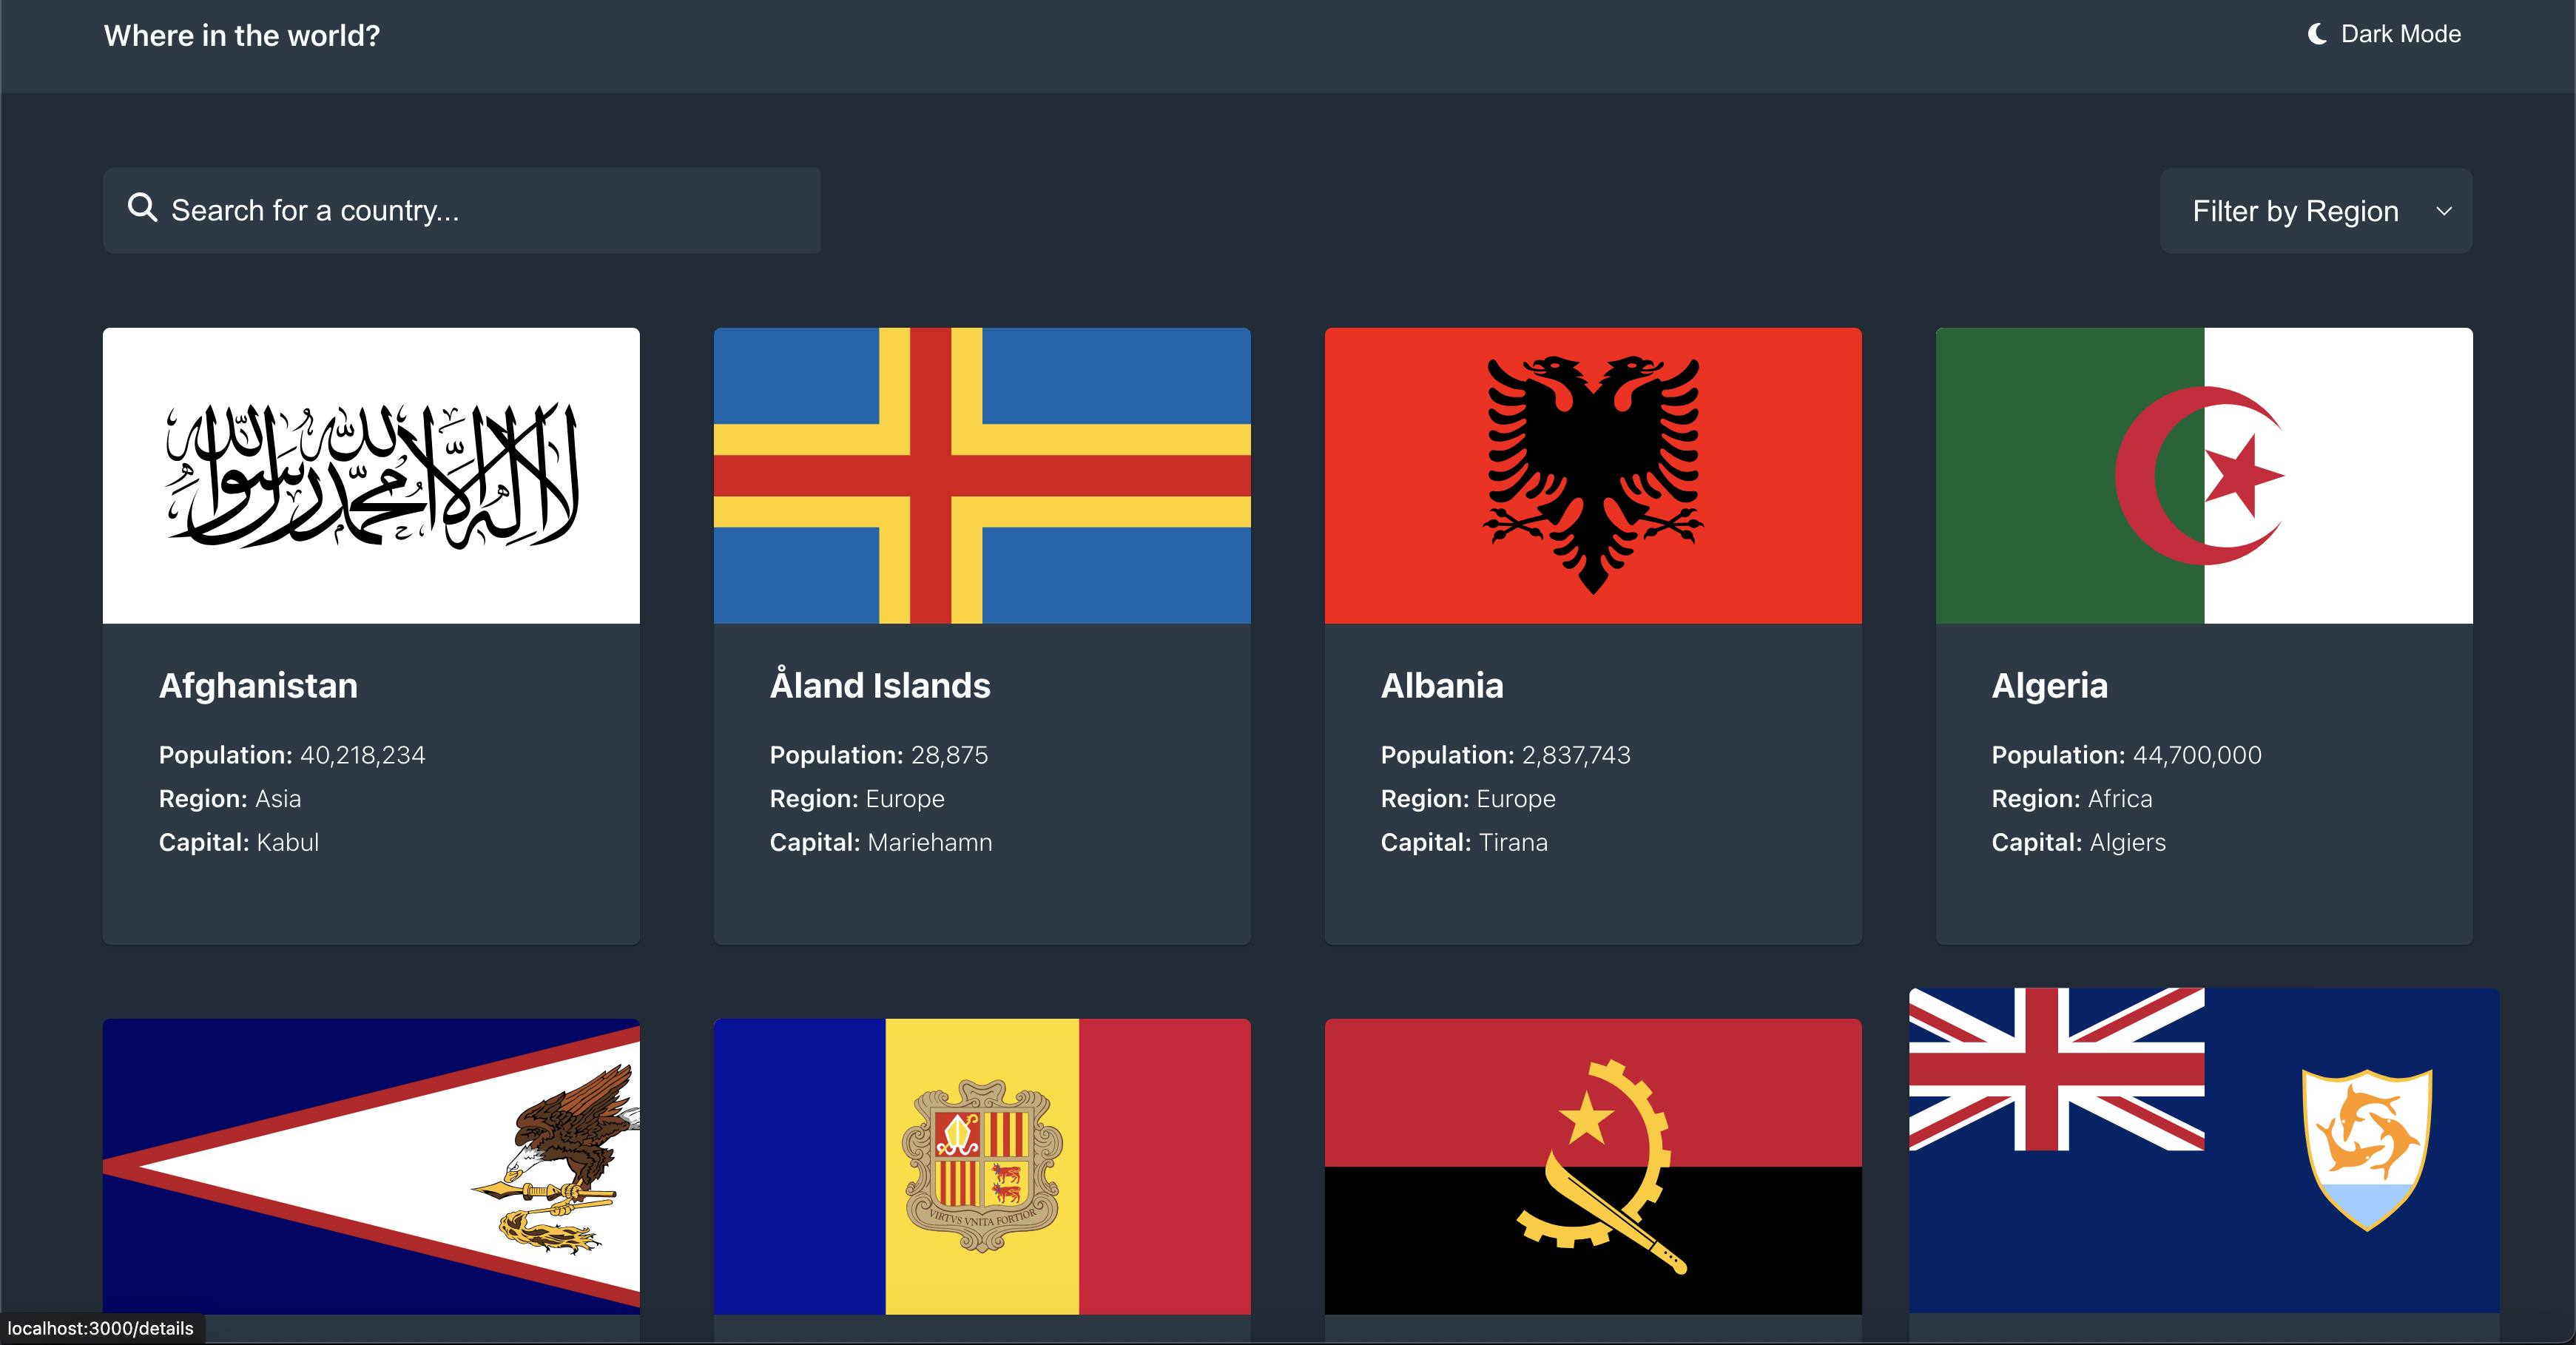 Where in the world?
Dark Mode
Search for a country...
Filter by Region
لا إله إلا الله محمد رسول الله
Afghanistan
Population: 40,218,234
Region: Asia
Capital: Kabul
Åland Islands
Population: 28,875
Region: Europe
Capital: Mariehamn
Albania
Population: 2,837,743
Region: Europe
Capital: Tirana
Algeria
Population: 44,700,000
Region: Africa
Capital: Algiers
VIRTVS VNITA FORTIOR
localhost:3000/details